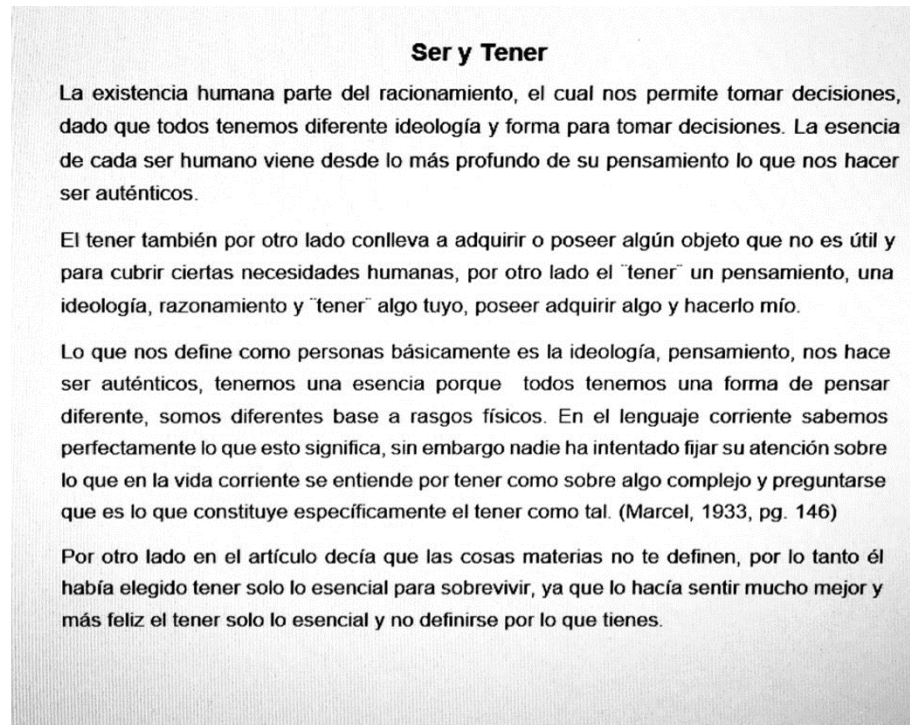 Ser y Tener
La existencia humana parte del racionamiento, el cual nos permite tomar decisiones,
dado que todos tenemos diferente ideología y forma para tomar decisiones. La esencia
de cada ser humano viene desde lo más profundo de su pensamiento lo que nos hacer
ser auténticos.
El tener también por otro lado conlleva a adquirir o poseer algún objeto que no es útil y
para cubrir ciertas necesidades humanas, por otro lado el ¨tener¨ un pensamiento, una
ideología, razonamiento y ¨tener¨ algo tuyo, poseer adquirir algo y hacerlo mío.
Lo que nos define como personas básicamente es la ideología, pensamiento, nos hace
ser auténticos, tenemos una esencia porque todos tenemos una forma de pensar
diferente, somos diferentes base a rasgos físicos. En el lenguaje corriente sabemos
perfectamente lo que esto significa, sin embargo nadie ha intentado fijar su atención sobre
lo que en la vida corriente se entiende por tener como sobre algo complejo y preguntarse
que es lo que constituye específicamente el tener como tal. (Marcel, 1933, pg. 146)
Por otro lado en el artículo decía que las cosas materias no te definen, por lo tanto él
había elegido tener solo lo esencial para sobrevivir, ya que lo hacía sentir mucho mejor y
más feliz el tener solo lo esencial y no definirse por lo que tienes.